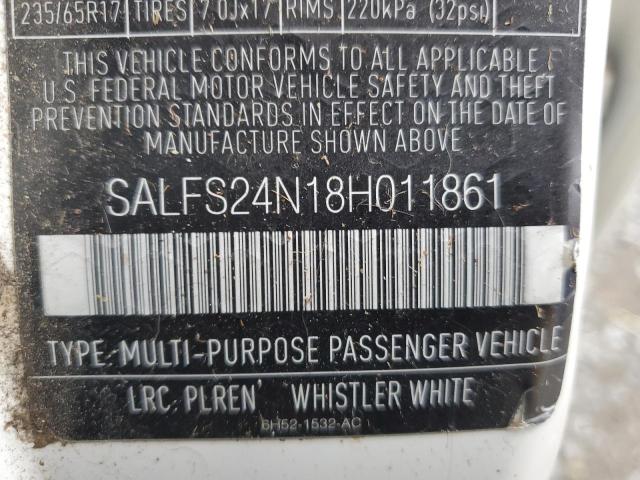 235/65R17 TIRES 7.0Jx17 RIMS 220kPa (32psi)
THIS VEHICLE CONFORMS TO ALL APPLICABLE
U.S. FEDERAL MOTOR VEHICLE SAFETY AND THEFT
PREVENTION STANDARDS IN EFFECT ON THE DATE OF
MANUFACTURE SHOWN ABOVE
SALFS24N18H011861
TYPE: MULTI-PURPOSE PASSENGER VEHICLE
LRC PLREN' WHISTLER WHITE
6H52-1532-AC